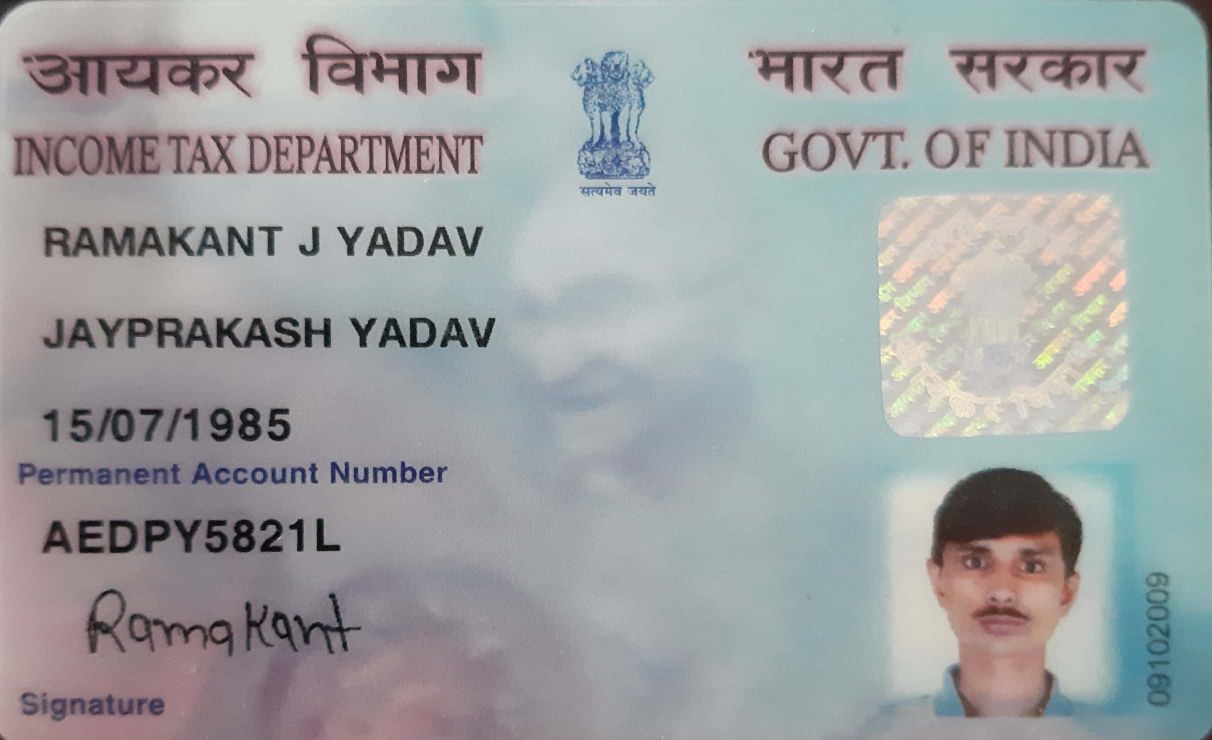 आयकर विभाग भारत सरकार
INCOME TAX DEPARTMENT GOVT. OF INDIA
सत्यमेव जयते
RAMAKANT J YADAV
JAYPRAKASH YADAV
15/07/1985
Permanent Account Number
AEDPY5821L
Ramakant
Signature
09102009